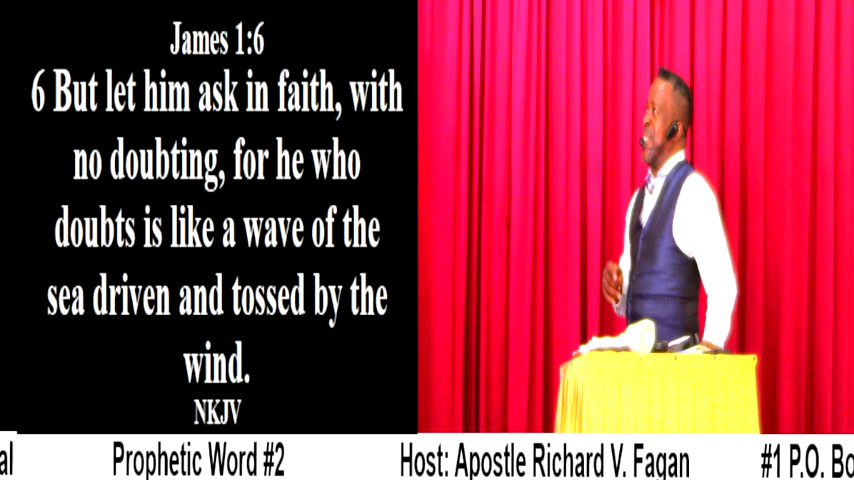 James 1:6
6 But let him ask in faith, with
no doubting, for he who
doubts is like a wave of the
sea driven and tossed by the
wind.
NKJV
al Prophetic Word #2 Host: Apostle Richard V. Fagan #1 P.O. Bo